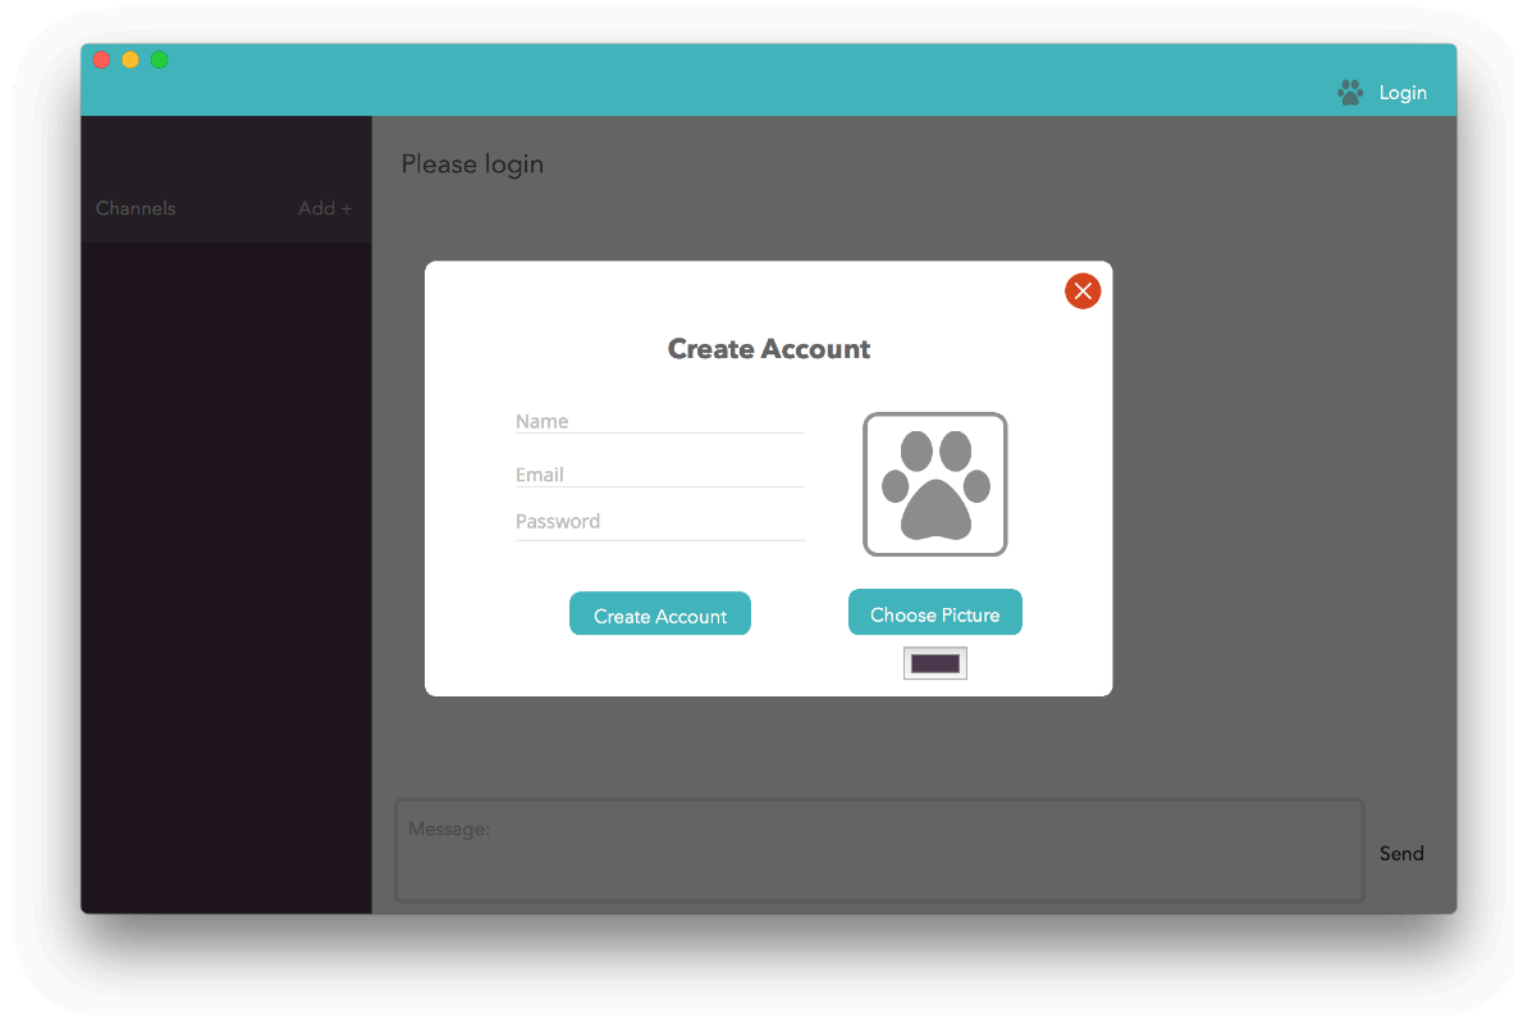 Login
Please login
Channels
Add +
Create Account
Name
Email
Password
Create Account
Choose Picture
Message:
Send